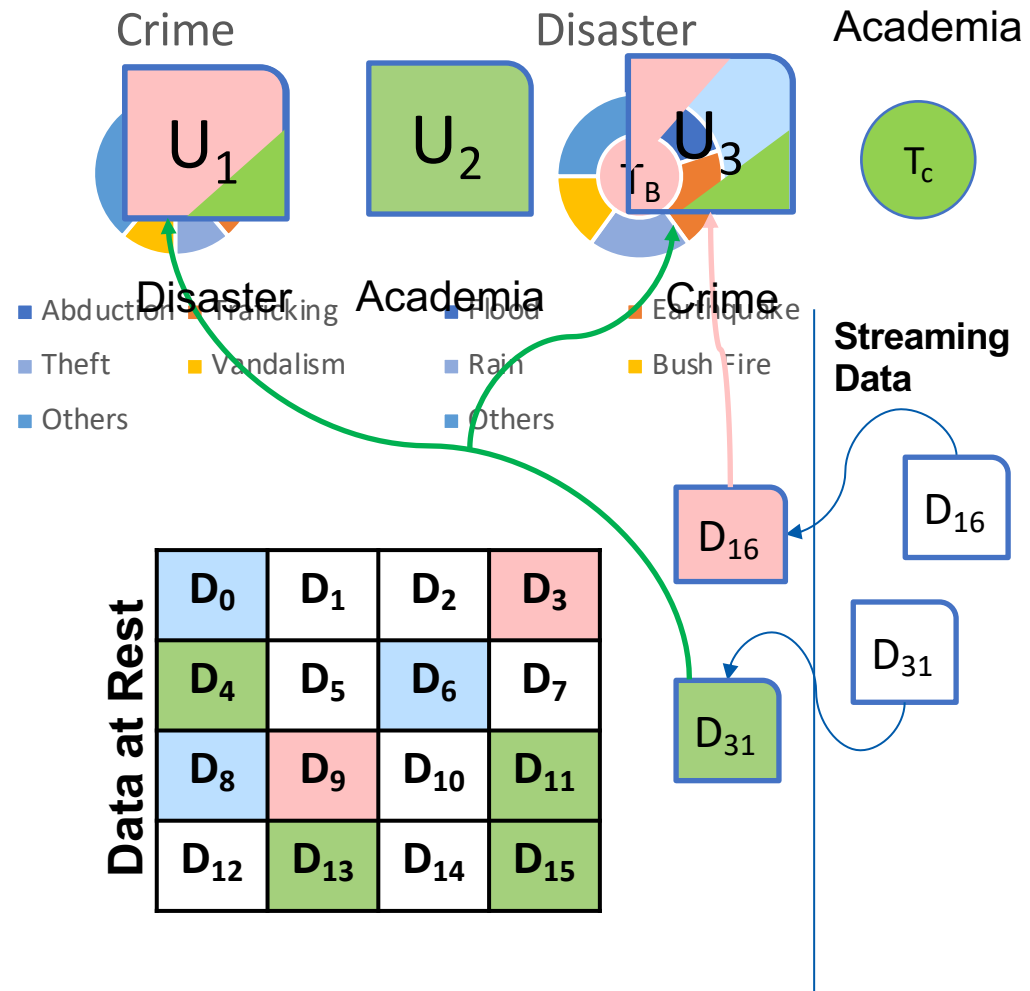 Crime
Disaster
Academia
U1
U2
U3
TB
Tc
Disaster
Academia
Crime
Abduction
Traficking
Flood
Earthquake
Theft
Vandalism
Rain
Bush Fire
Others
Others
Streaming
Data
D16
D16
D31
D31
Data at Rest
D0 D1 D2 D3
D4 D5 D6 D7
D8 D9 D10 D11
D12 D13 D14 D15